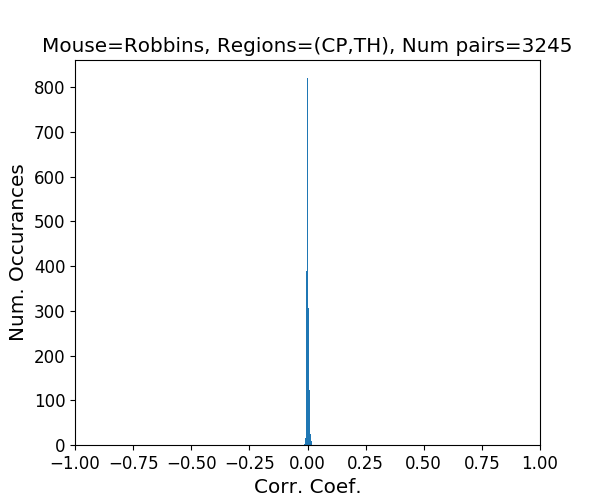 Mouse=Robbins, Regions=(CP,TH), Num pairs=3245
800
700
600
500
400
300
200
100
0
Num. Occurances
−1.00 −0.75 −0.50 −0.25 0.00 0.25 0.50 0.75 1.00
Corr. Coef.